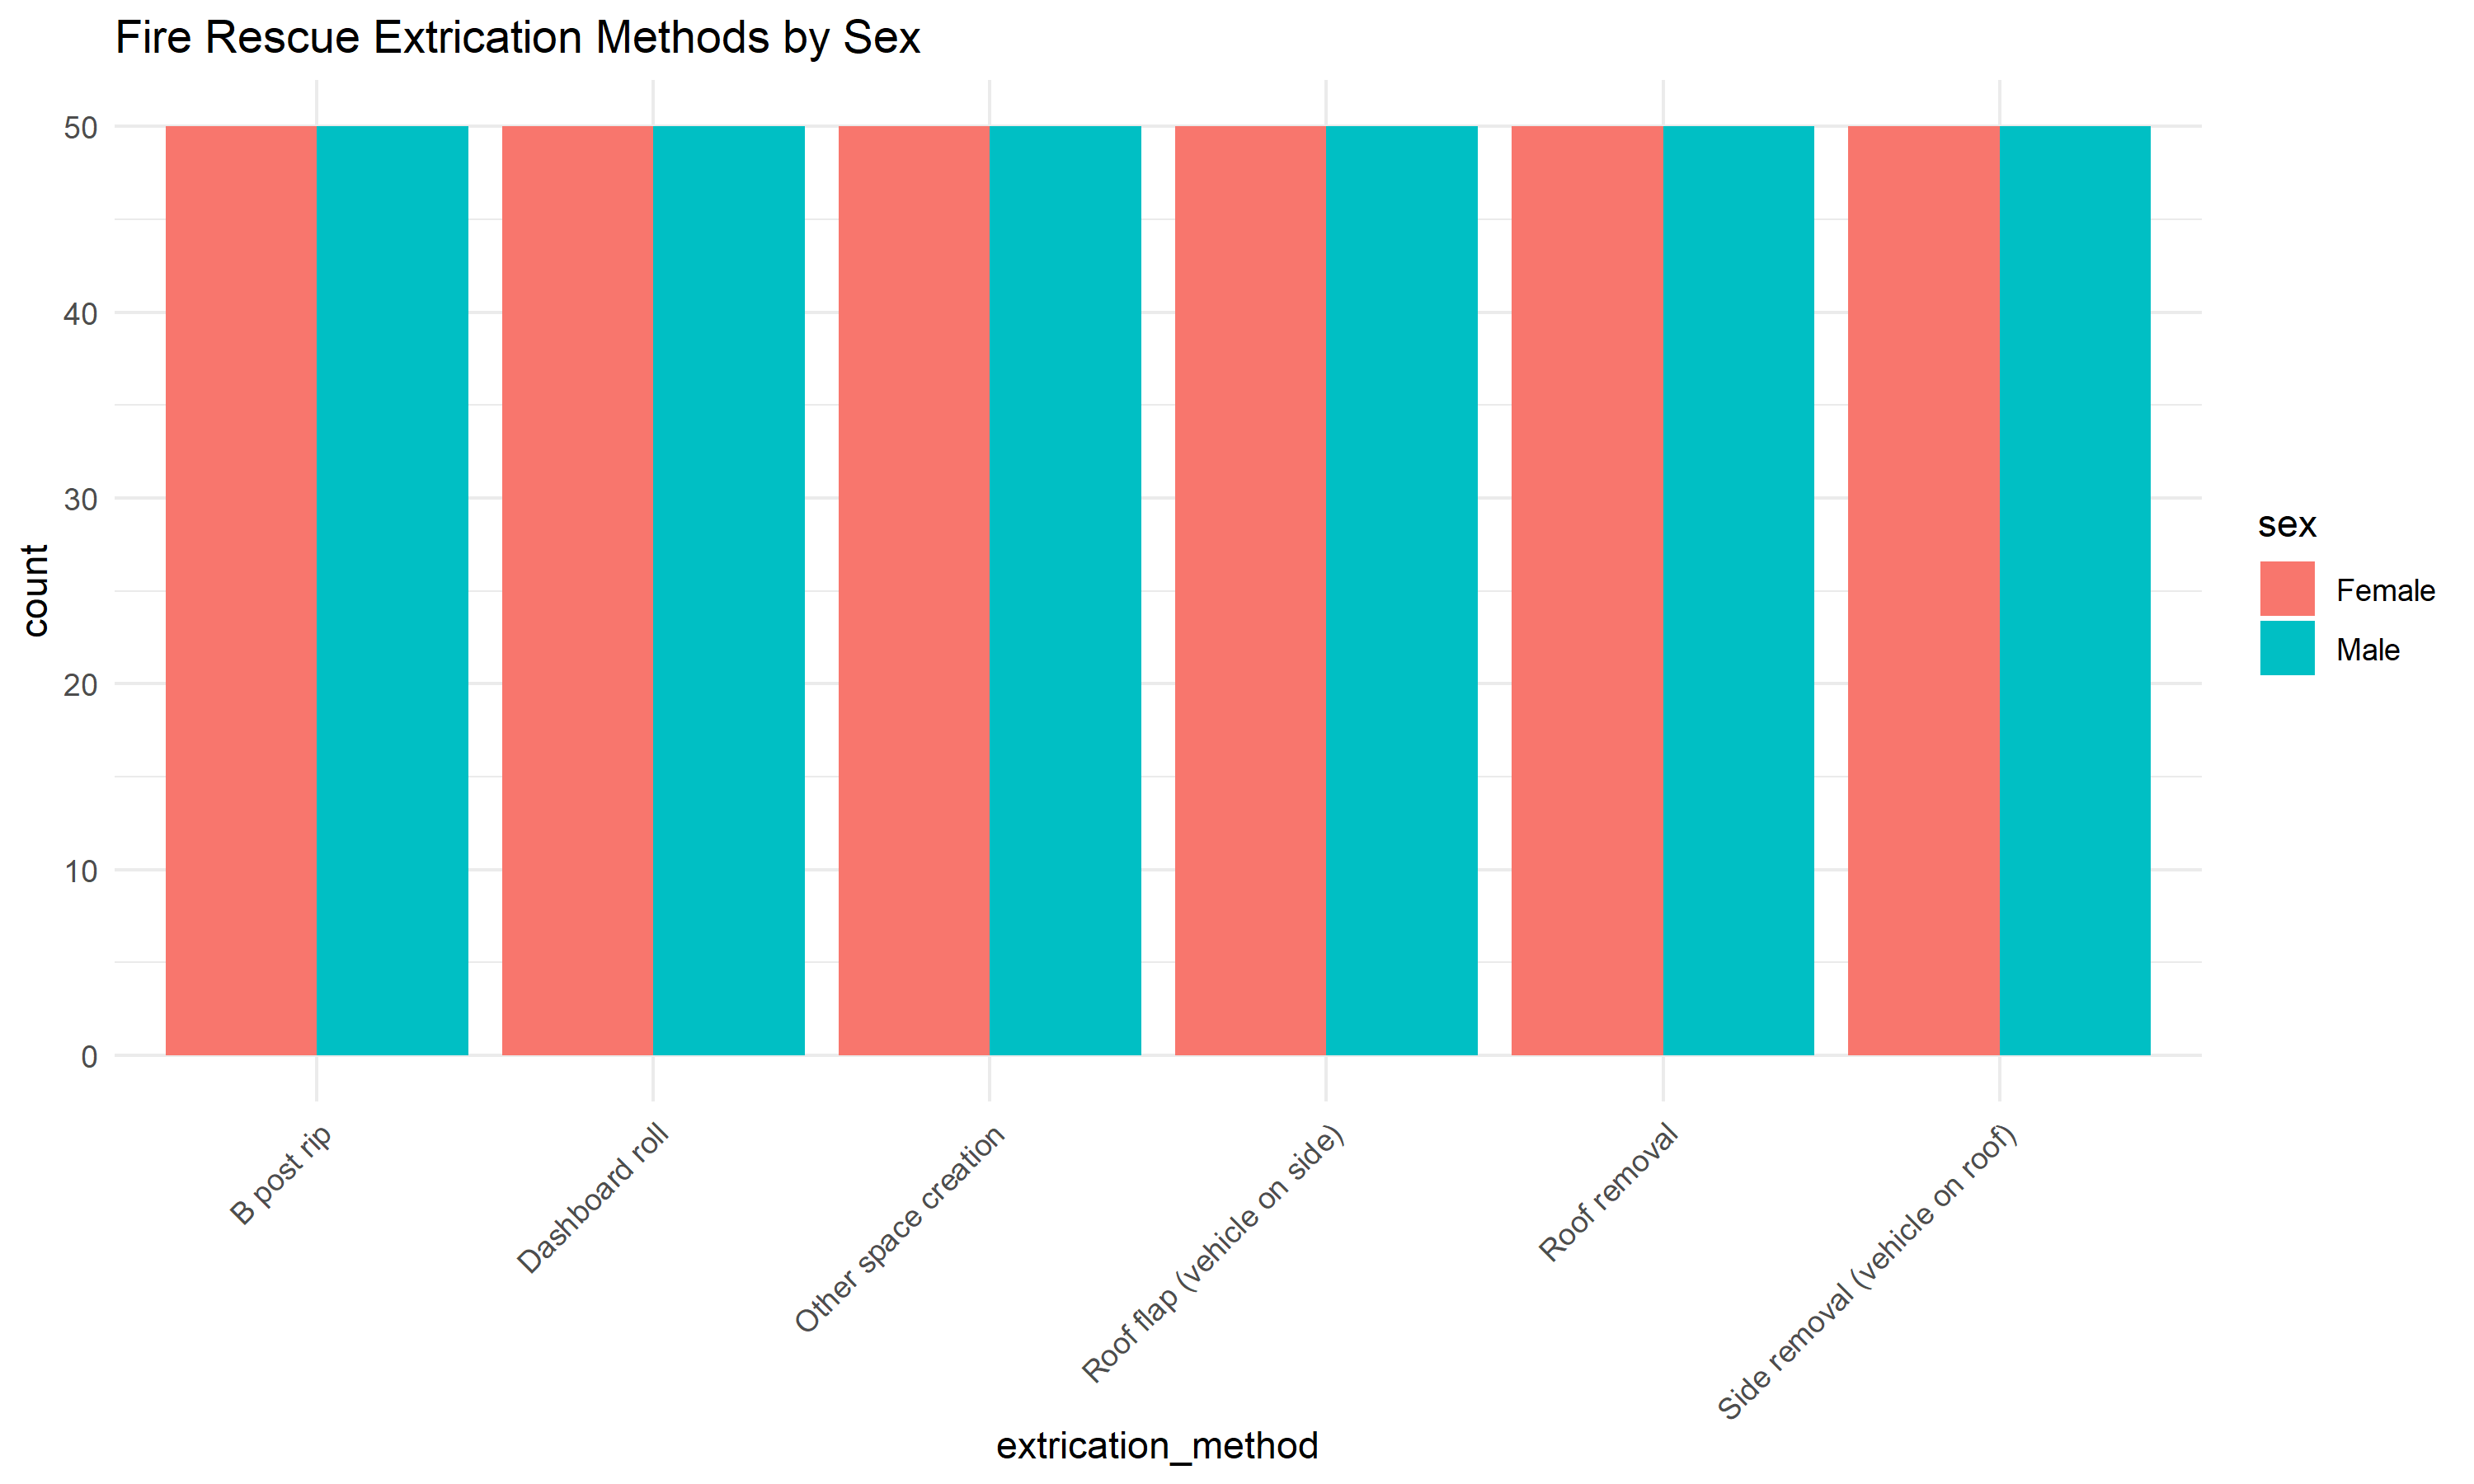 Fire Rescue Extrication Methods by Sex
50
40
30
20
10
0
count
B post rip
Dashboard roll
Other space creation
Roof flap (vehicle on side)
Roof removal
Side removal (vehicle on roof)
extrication_method
sex
Female
Male